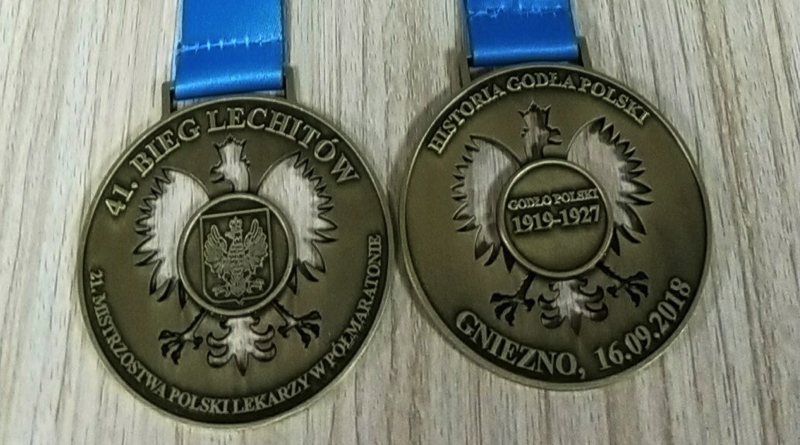 41. BIEG LECHITÓW
21. MISTRZOSTWA POLSKI LEKARZY W PÓŁMARATONIE
HISTORIA GODŁA POLSKI
GODŁO POLSKI
1919-1927
GNIEZNO, 16.09.2018